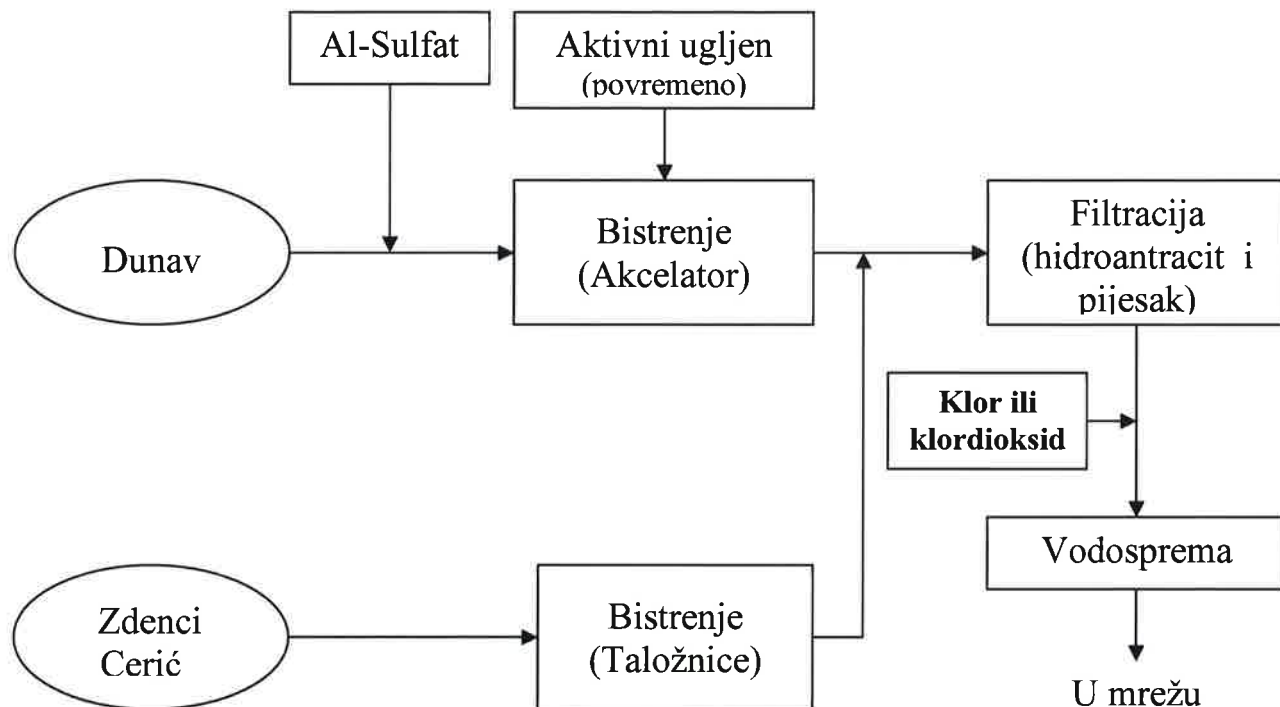 Al-Sulfat
Aktivni ugljen
(povremeno)
Dunav
Bistrenje
(Akcelator)
Filtracija
(hidroantracit i
pijesak)
Klor ili
klordioksid
Vodosprema
Zdenci
Cerić
Bistrenje
(Taložnice)
U mrežu